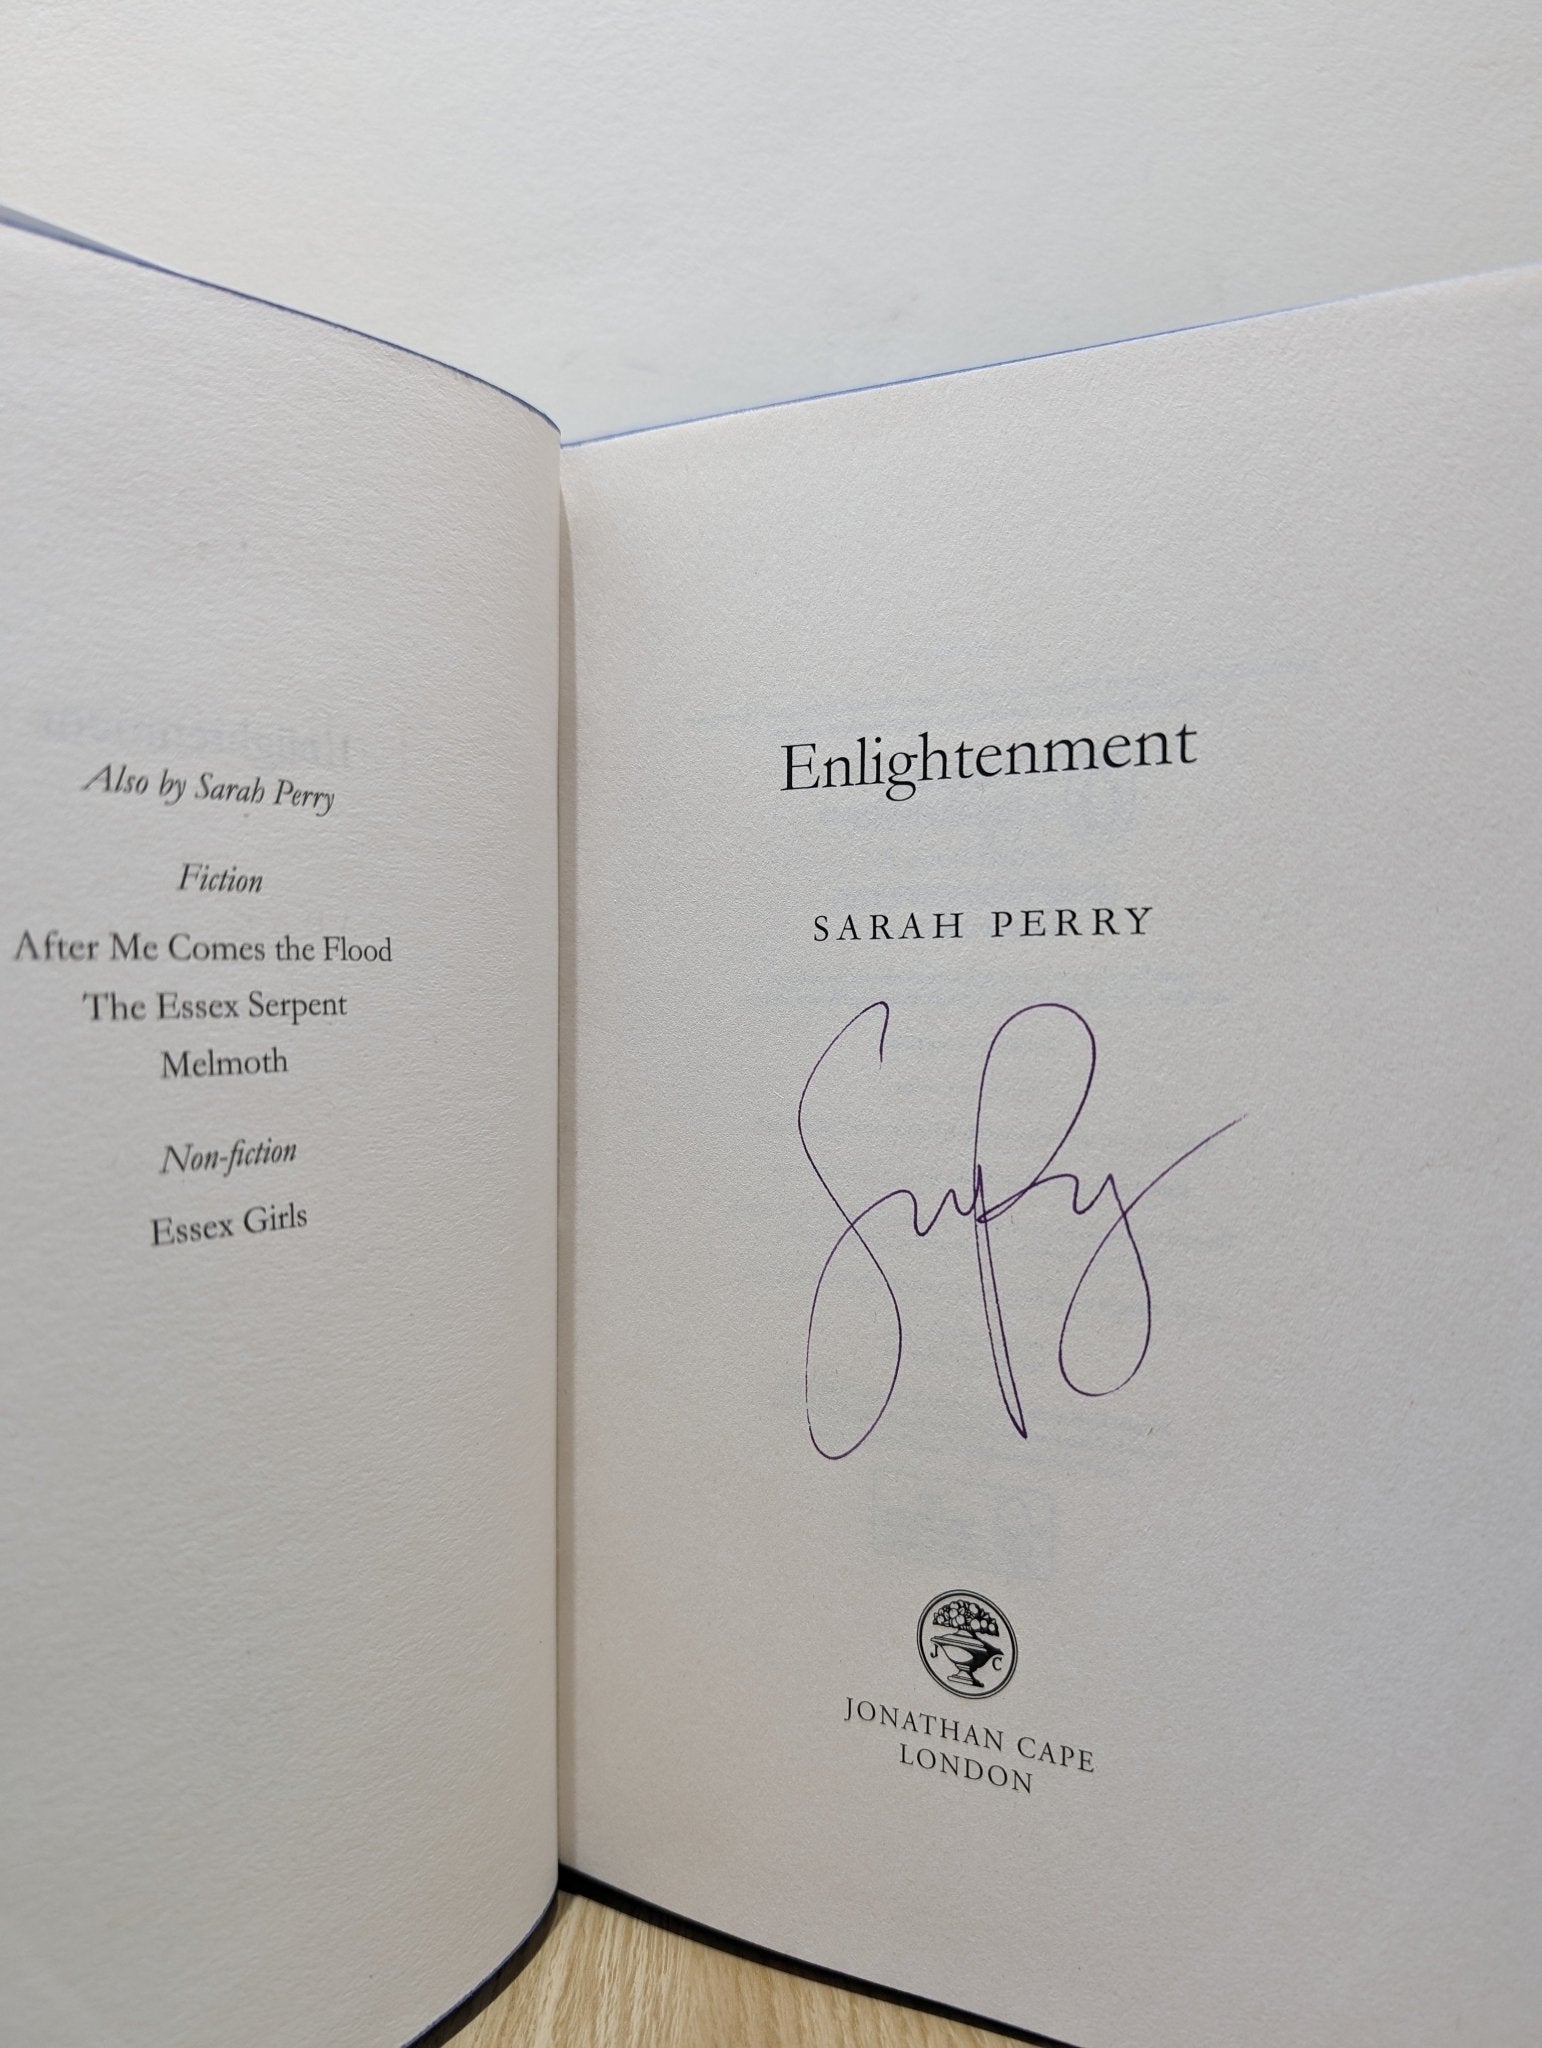 Also by Sarah Perry
Fiction
After Me Comes the Flood
The Essex Serpent
Melmoth
Non-fiction
Essex Girls
Enlightenment
SARAH PERRY
J C
JONATHAN CAPE
LONDON